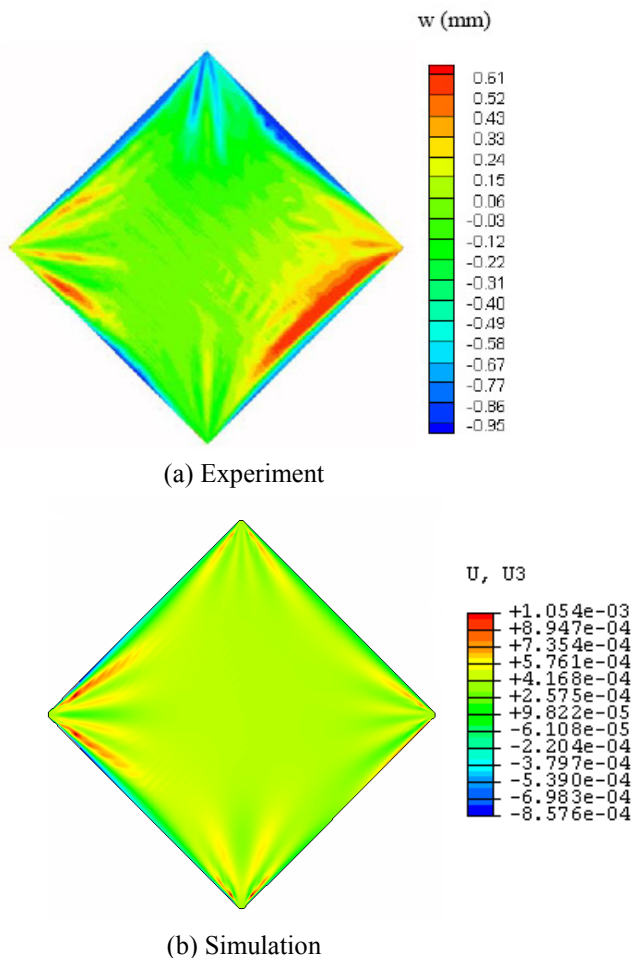 w (mm)
0.61
0.52
0.43
0.33
0.24
0.15
0.06
-0.03
-0.12
-0.22
-0.31
-0.40
-0.49
-0.58
-0.67
-0.77
-0.86
-0.95
(a) Experiment
U, U3
+1.054e-03
+8.947e-04
+7.354e-04
+5.761e-04
+4.168e-04
+2.575e-04
+9.822e-05
-6.108e-05
-2.204e-04
-3.797e-04
-5.390e-04
-6.983e-04
-8.576e-04
(b) Simulation